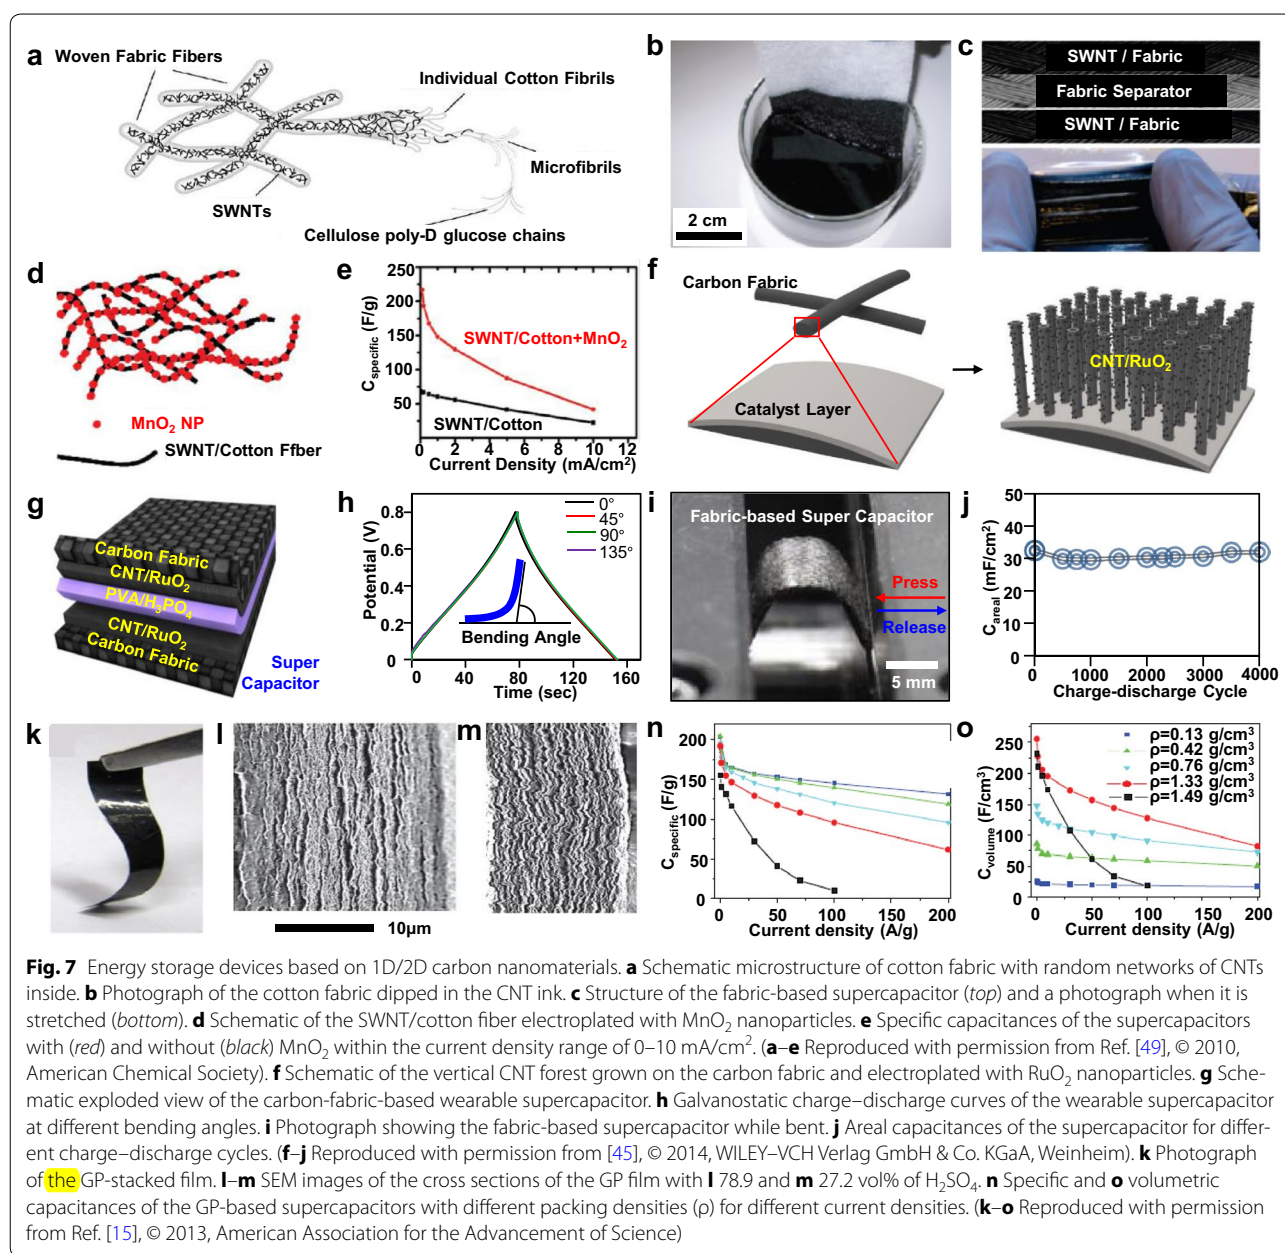 a
Woven Fabric Fibers
Individual Cotton Fibrils
Microfibrils
SWNTs
Cellulose poly-D glucose chains
b
2 cm
c
SWNT / Fabric
Fabric Separator
SWNT / Fabric
d
MnO₂ NP
SWNT/Cotton Ffber
e
C_specific (F/g)
250
200
150
100
50
SWNT/Cotton+MnO₂
SWNT/Cotton
0 2 4 6 8 10 12
Current Density (mA/cm²)
f
Carbon Fabric
Catalyst Layer
CNT/RuO₂
g
Carbon Fabric
CNT/RuO₂
PVA/H₃PO₄
CNT/RuO₂
Carbon Fabric
Super
Capacitor
h
Potential (V)
0.8
0.6
0.4
0.2
0
0°
45°
90°
135°
Bending Angle
0 40 80 120 160
Time (sec)
i
Fabric-based Super Capacitor
Press
Release
5 mm
j
C_areal (mF/cm²)
50
40
30
20
10
0
0 1000 2000 3000 4000
Charge-discharge Cycle
k
l
m
10μm
n
C_specific (F/g)
200
150
100
50
0
0 50 100 150 200
Current density (A/g)
o
C_volume (F/cm³)
250
200
150
100
50
0
ρ=0.13 g/cm³
ρ=0.42 g/cm³
ρ=0.76 g/cm³
ρ=1.33 g/cm³
ρ=1.49 g/cm³
0 50 100 150 200
Current density (A/g)
Fig. 7 Energy storage devices based on 1D/2D carbon nanomaterials. a Schematic microstructure of cotton fabric with random networks of CNTs
inside. b Photograph of the cotton fabric dipped in the CNT ink. c Structure of the fabric-based supercapacitor (top) and a photograph when it is
stretched (bottom). d Schematic of the SWNT/cotton fiber electroplated with MnO₂ nanoparticles. e Specific capacitances of the supercapacitors
with (red) and without (black) MnO₂ within the current density range of 0–10 mA/cm². (a–e Reproduced with permission from Ref. [49], © 2010,
American Chemical Society). f Schematic of the vertical CNT forest grown on the carbon fabric and electroplated with RuO₂ nanoparticles. g Sche-
matic exploded view of the carbon-fabric-based wearable supercapacitor. h Galvanostatic charge–discharge curves of the wearable supercapacitor
at different bending angles. i Photograph showing the fabric-based supercapacitor while bent. j Areal capacitances of the supercapacitor for differ-
ent charge–discharge cycles. (f–j Reproduced with permission from [45], © 2014, WILEY–VCH Verlag GmbH & Co. KGaA, Weinheim). k Photograph
of the GP-stacked film. l–m SEM images of the cross sections of the GP film with l 78.9 and m 27.2 vol% of H₂SO₄. n Specific and o volumetric
capacitances of the GP-based supercapacitors with different packing densities (ρ) for different current densities. (k–o Reproduced with permission
from Ref. [15], © 2013, American Association for the Advancement of Science)